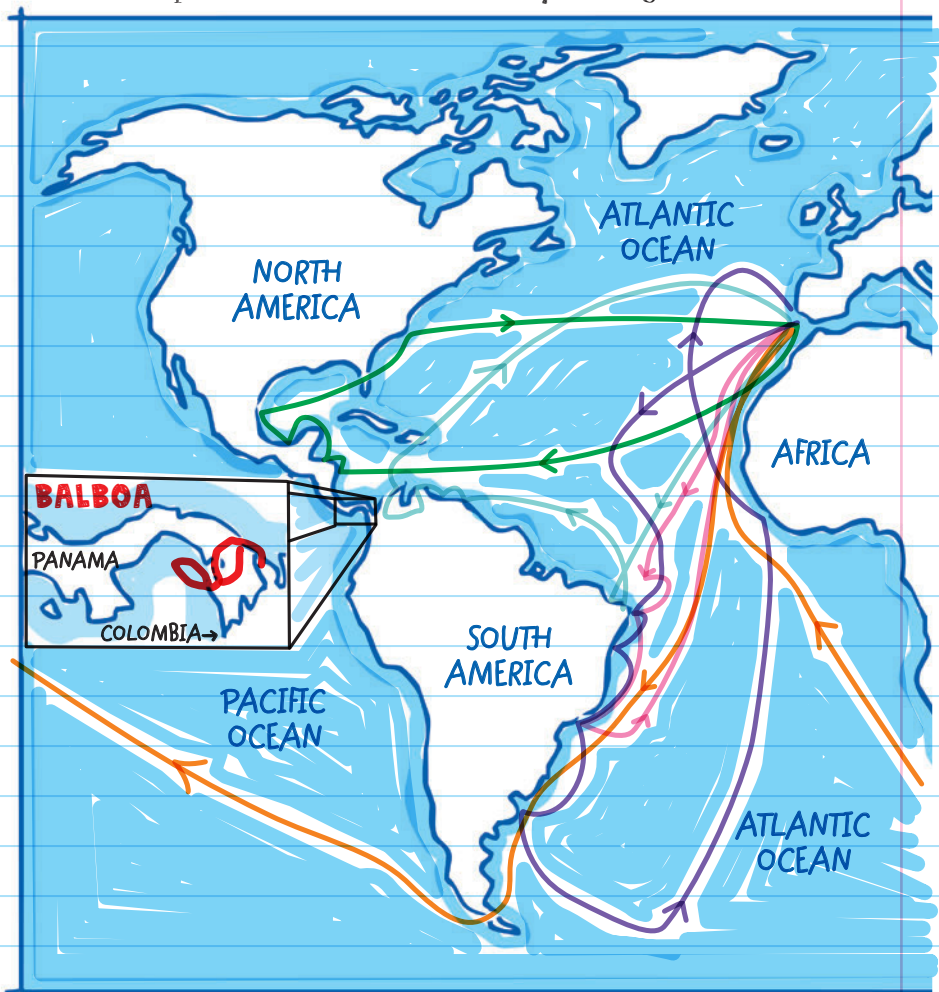 ATLANTIC
OCEAN
NORTH
AMERICA
AFRICA
BALBOA
PANAMA
COLOMBIA→
SOUTH
AMERICA
PACIFIC
OCEAN
ATLANTIC
OCEAN